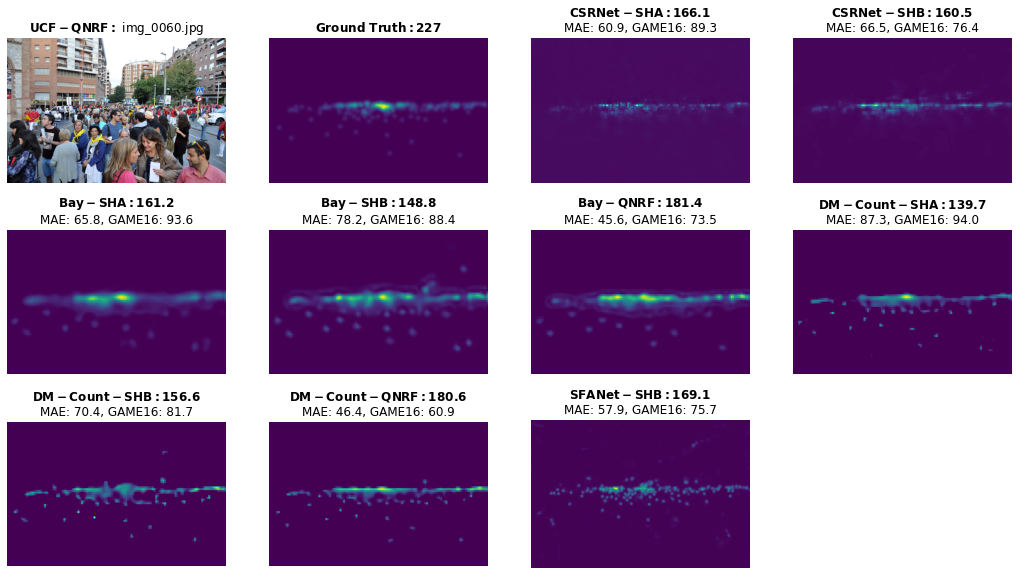 UCF − QNRF : img_0060.jpg
Ground Truth : 227
CSRNet − SHA : 166.1
MAE: 60.9, GAME16: 89.3
CSRNet − SHB : 160.5
MAE: 66.5, GAME16: 76.4
Bay − SHA : 161.2
MAE: 65.8, GAME16: 93.6
Bay − SHB : 148.8
MAE: 78.2, GAME16: 88.4
Bay − QNRF : 181.4
MAE: 45.6, GAME16: 73.5
DM − Count − SHA : 139.7
MAE: 87.3, GAME16: 94.0
DM − Count − SHB : 156.6
MAE: 70.4, GAME16: 81.7
DM − Count − QNRF : 180.6
MAE: 46.4, GAME16: 60.9
SFANet − SHB : 169.1
MAE: 57.9, GAME16: 75.7